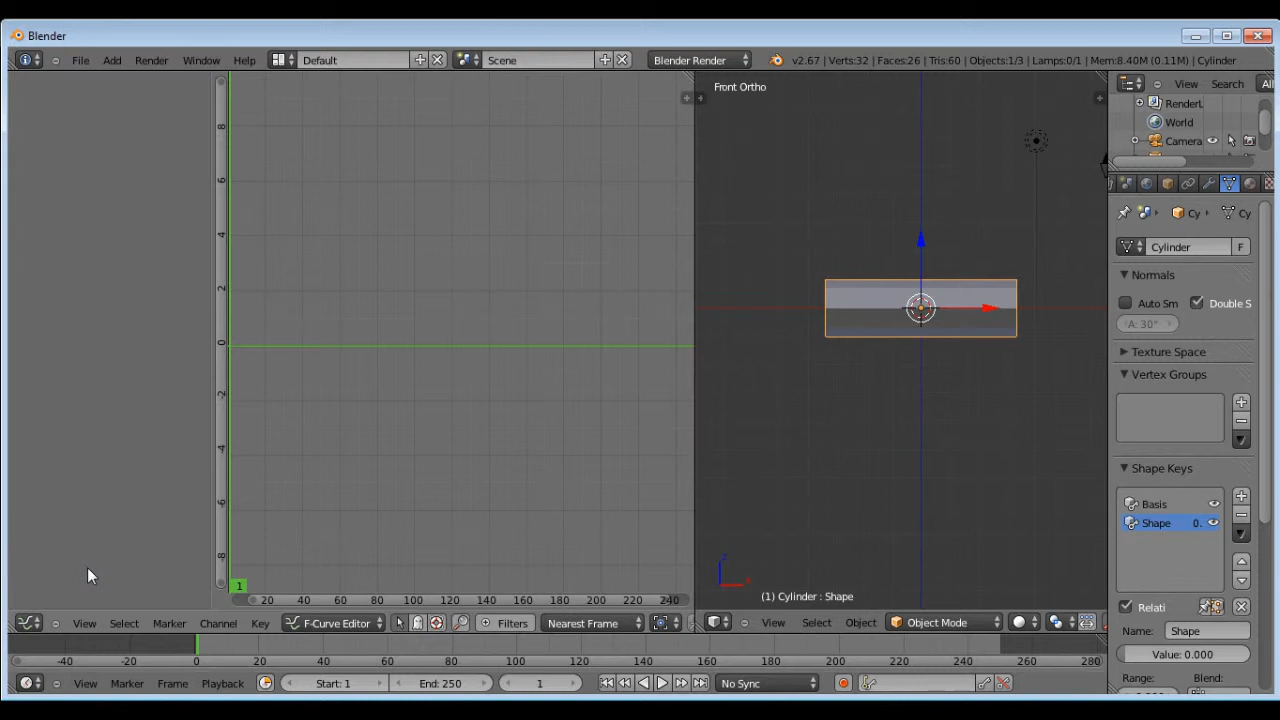 Blender
File Add Render Window Help Default Scene Blender Render v2.67 | Verts:32 | Faces:26 | Tris:60 | Objects:1/3 | Lamps:0/1 | Mem:8.40M (0.11M) | Cylinder
View Search All
Front Ortho
RenderL
World
Camera
Cy Cy
Cylinder F
Normals
Auto Sm Double S
A: 30°
Texture Space
Vertex Groups
Shape Keys
Basis
Shape 0.
Relati
Name: Shape
Value: 0.000
Range: Blend:
8
6
4
2
0
-2
-4
-6
-8
1
20 40 60 80 100 120 140 160 180 200 220 240
z
x
(1) Cylinder : Shape
View Select Marker Channel Key F-Curve Editor Filters Nearest Frame
View Select Object Object Mode
-40 -20 0 20 40 60 80 100 120 140 160 180 200 220 240 260 280
View Marker Frame Playback Start: 1 End: 250 1 No Sync